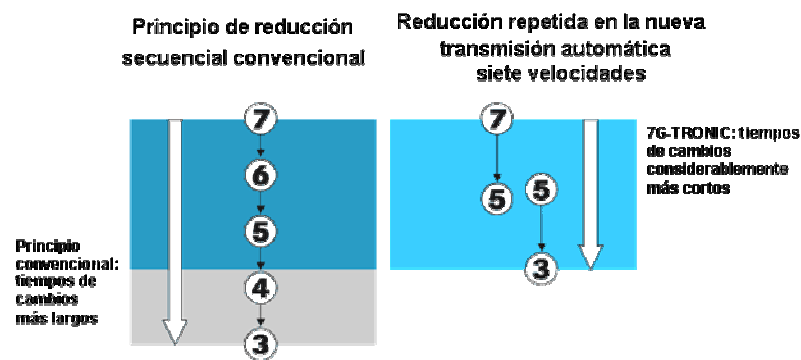 Principio de reducción
secuencial convencional
Reducción repetida en la nueva
transmisión automática
siete velocidades
7
6
5
4
3
Principio
convencional:
tiempos de
cambios
más largos
7
5
5
3
7G-TRONIC: tiempos
de cambios
considerablemente
más cortos